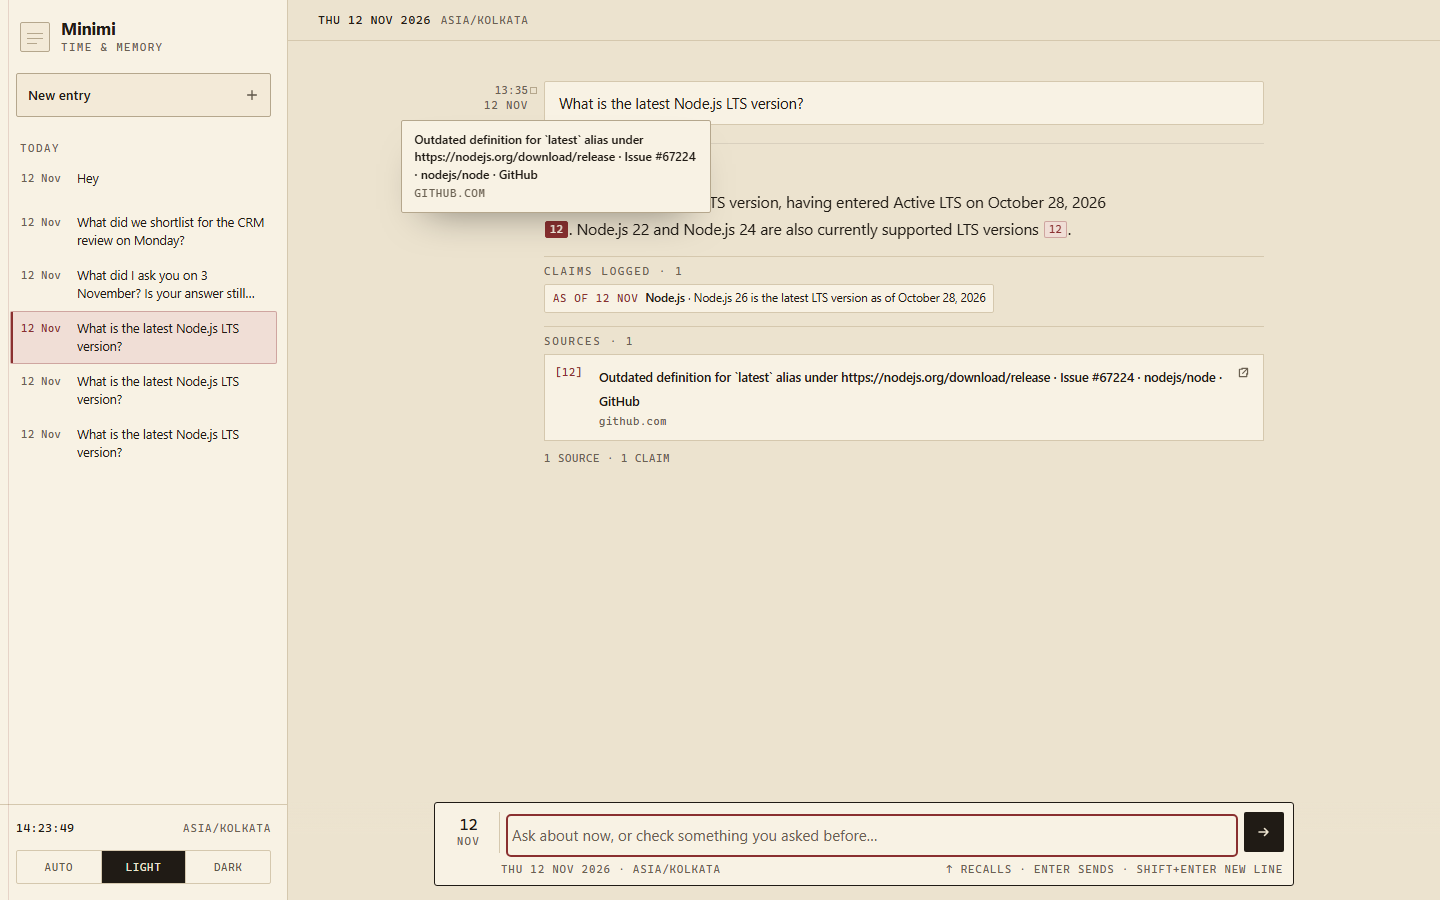 Minimi
TIME & MEMORY
New entry
TODAY
12 Nov Hey
12 Nov What did we shortlist for the CRM
review on Monday?
12 Nov What did I ask you on 3
November? Is your answer still...
12 Nov What is the latest Node.js LTS
version?
12 Nov What is the latest Node.js LTS
version?
12 Nov What is the latest Node.js LTS
version?
14:23:49 ASIA/KOLKATA
AUTO LIGHT DARK
THU 12 NOV 2026 ASIA/KOLKATA
13:35
12 NOV
What is the latest Node.js LTS version?
Outdated definition for `latest` alias under
https://nodejs.org/download/release · Issue #67224
· nodejs/node · GitHub
GITHUB.COM
TS version, having entered Active LTS on October 28, 2026
12. Node.js 22 and Node.js 24 are also currently supported LTS versions 12.
CLAIMS LOGGED · 1
AS OF 12 NOV Node.js · Node.js 26 is the latest LTS version as of October 28, 2026
SOURCES · 1
[12] Outdated definition for `latest` alias under https://nodejs.org/download/release · Issue #67224 · nodejs/node ·
GitHub
github.com
1 SOURCE · 1 CLAIM
12
NOV
Ask about now, or check something you asked before...
THU 12 NOV 2026 · ASIA/KOLKATA
↑ RECALLS · ENTER SENDS · SHIFT+ENTER NEW LINE